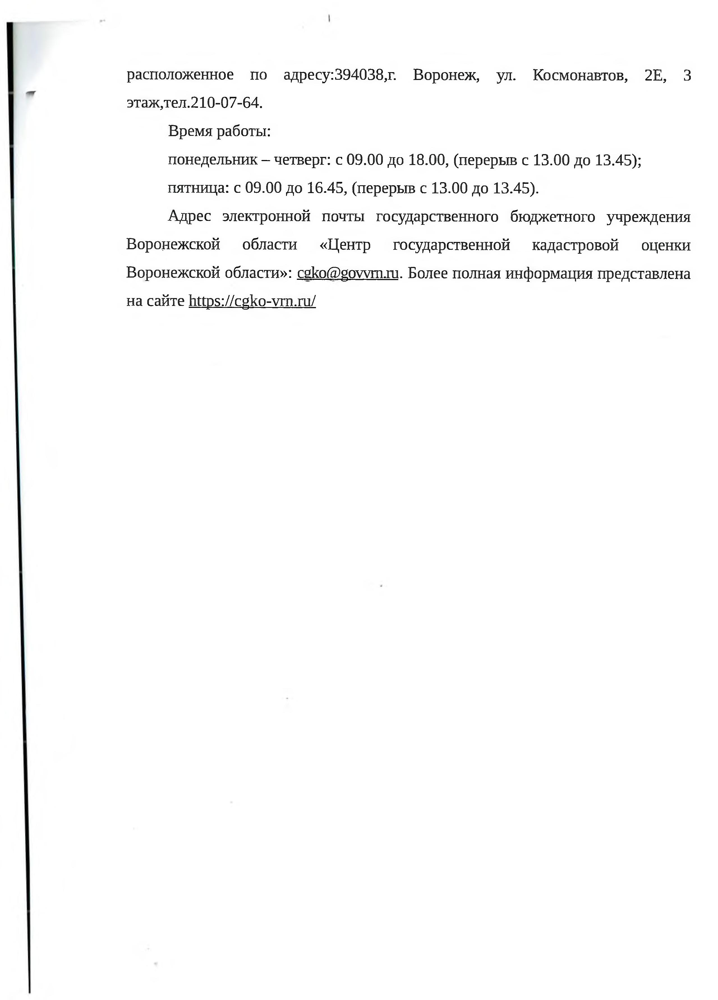 расположенное по адресу:394038,г. Воронеж, ул. Космонавтов, 2Е, 3
этаж,тел.210-07-64.
Время работы:
понедельник – четверг: с 09.00 до 18.00, (перерыв с 13.00 до 13.45);
пятница: с 09.00 до 16.45, (перерыв с 13.00 до 13.45).
Адрес электронной почты государственного бюджетного учреждения
Воронежской области «Центр государственной кадастровой оценки
Воронежской области»: cgko@govvrn.ru. Более полная информация представлена
на сайте https://cgko-vrn.ru/